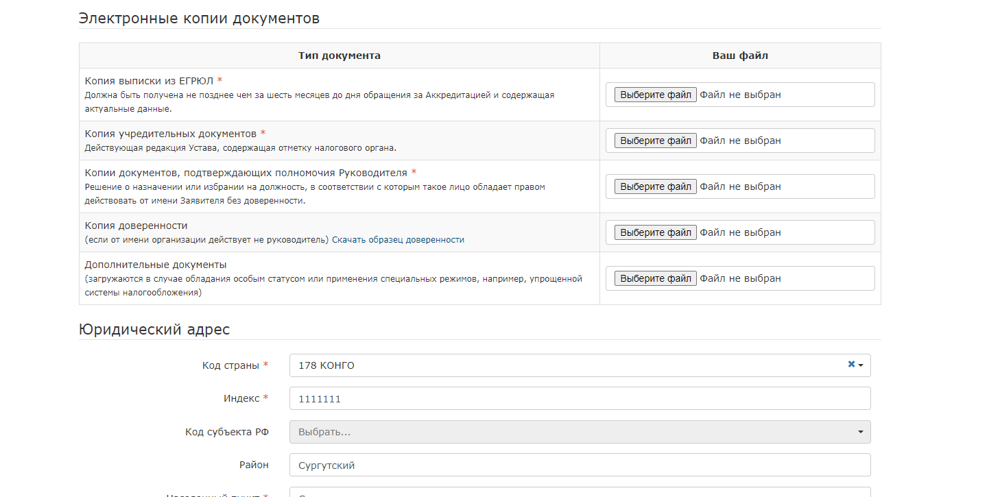 Электронные копии документов
Тип документа
Ваш файл
Копия выписки из ЕГРЮЛ *
Должна быть получена не позднее чем за шесть месяцев до дня обращения за Аккредитацией и содержащая
актуальные данные.
Выберите файл Файл не выбран
Копия учредительных документов *
Действующая редакция Устава, содержащая отметку налогового органа.
Выберите файл Файл не выбран
Копии документов, подтверждающих полномочия Руководителя *
Решение о назначении или избрании на должность, в соответствии с которым такое лицо обладает правом
действовать от имени Заявителя без доверенности.
Выберите файл Файл не выбран
Копия доверенности
(если от имени организации действует не руководитель) Скачать образец доверенности
Выберите файл Файл не выбран
Дополнительные документы
(загружаются в случае обладания особым статусом или применения специальных режимов, например, упрощенной
системы налогообложения)
Выберите файл Файл не выбран
Юридический адрес
Код страны *
178 КОНГО
Индекс *
1111111
Код субъекта РФ
Выбрать...
Район
Сургутский